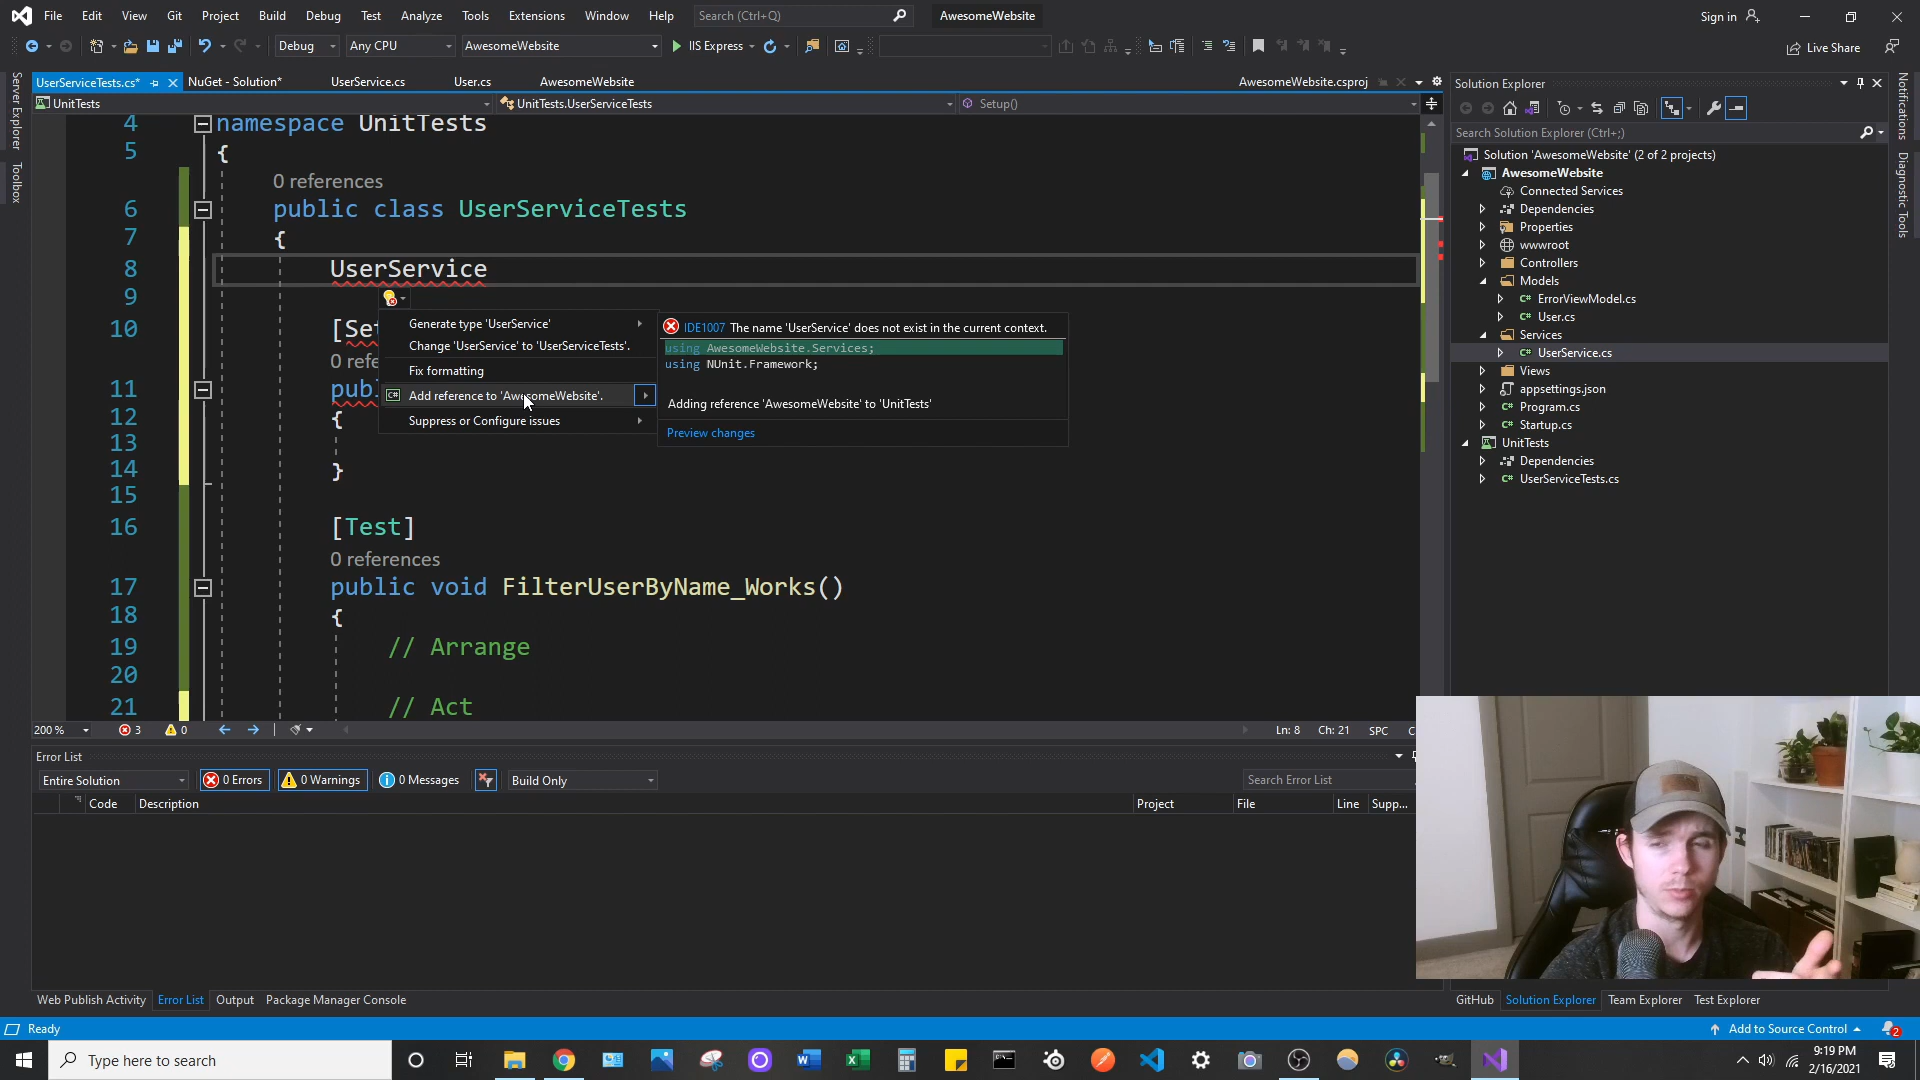 File Edit View Git Project Build Debug Test Analyze Tools Extensions Window Help Search (Ctrl+Q) AwesomeWebsite Sign in
Debug Any CPU AwesomeWebsite IIS Express Live Share
UserServiceTests.cs* NuGet - Solution* UserService.cs User.cs AwesomeWebsite AwesomeWebsite.csproj
UnitTests UnitTests.UserServiceTests Setup()
Server Explorer
Toolbox
4 namespace UnitTests
5 {
0 references
6 public class UserServiceTests
7 {
8 UserService
9
10 [Set
0 refe
11 publ
12 {
13
14 }
15
16 [Test]
0 references
17 public void FilterUserByName_Works()
18 {
19 // Arrange
20
21 // Act
Generate type 'UserService'
Change 'UserService' to 'UserServiceTests'.
Fix formatting
Add reference to 'AwesomeWebsite'.
Suppress or Configure issues
IDE1007 The name 'UserService' does not exist in the current context.
using AwesomeWebsite.Services;
using NUnit.Framework;
Adding reference 'AwesomeWebsite' to 'UnitTests'
Preview changes
200 % 3 0 Ln: 8 Ch: 21 SPC C
Error List
Entire Solution 0 Errors 0 Warnings 0 Messages Build Only Search Error List
Code Description Project File Line Supp...
Web Publish Activity Error List Output Package Manager Console
Solution Explorer
Search Solution Explorer (Ctrl+;)
Solution 'AwesomeWebsite' (2 of 2 projects)
AwesomeWebsite
Connected Services
Dependencies
Properties
wwwroot
Controllers
Models
C# ErrorViewModel.cs
C# User.cs
Services
C# UserService.cs
Views
appsettings.json
C# Program.cs
C# Startup.cs
UnitTests
Dependencies
C# UserServiceTests.cs
Notifications
Diagnostic Tools
GitHub Solution Explorer Team Explorer Test Explorer
Ready Add to Source Control 2
Type here to search
9:19 PM
2/16/2021